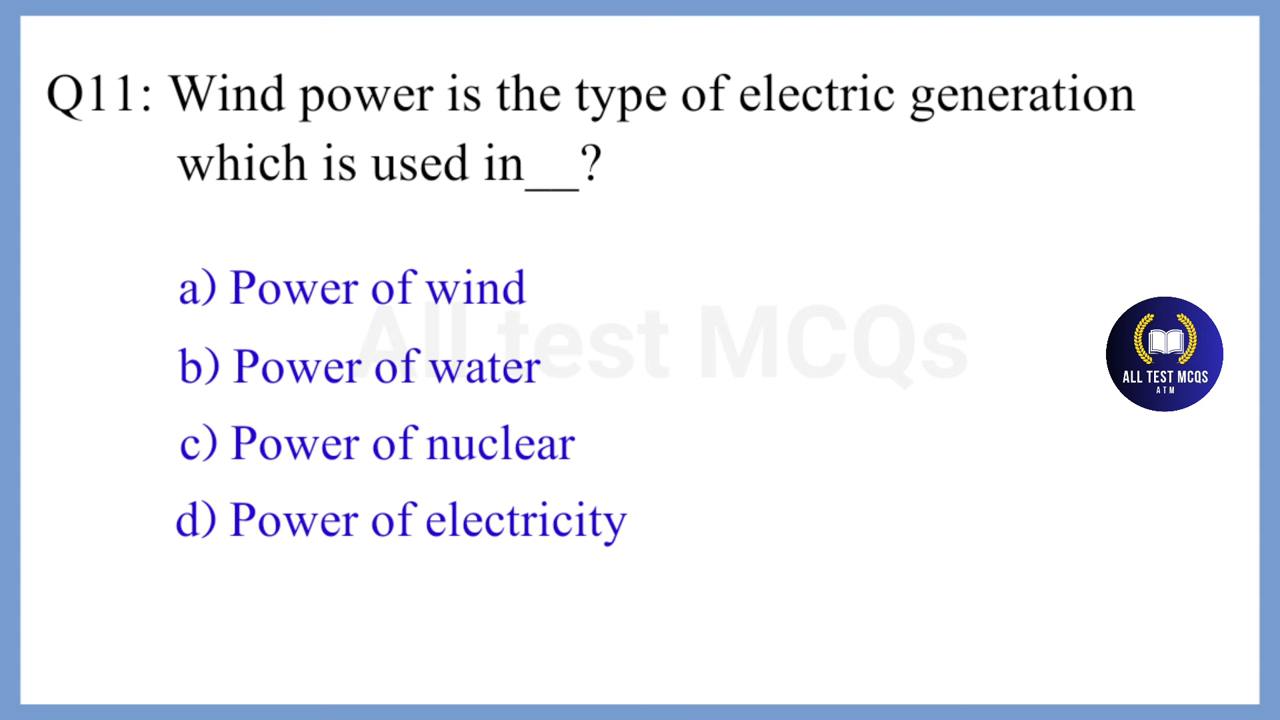 Q11: Wind power is the type of electric generation
which is used in__?
a) Power of wind
b) Power of water
c) Power of nuclear
d) Power of electricity
All test MCQs
ALL TEST MCQS
ATM